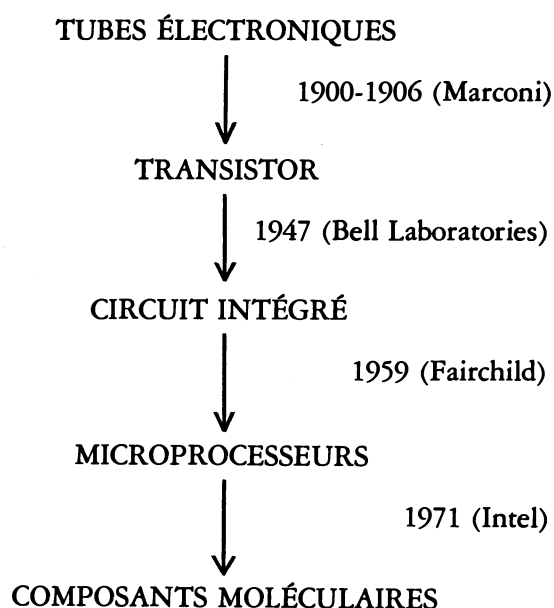 TUBES ÉLECTRONIQUES
1900-1906 (Marconi)
TRANSISTOR
1947 (Bell Laboratories)
CIRCUIT INTÉGRÉ
1959 (Fairchild)
MICROPROCESSEURS
1971 (Intel)
COMPOSANTS MOLÉCULAIRES